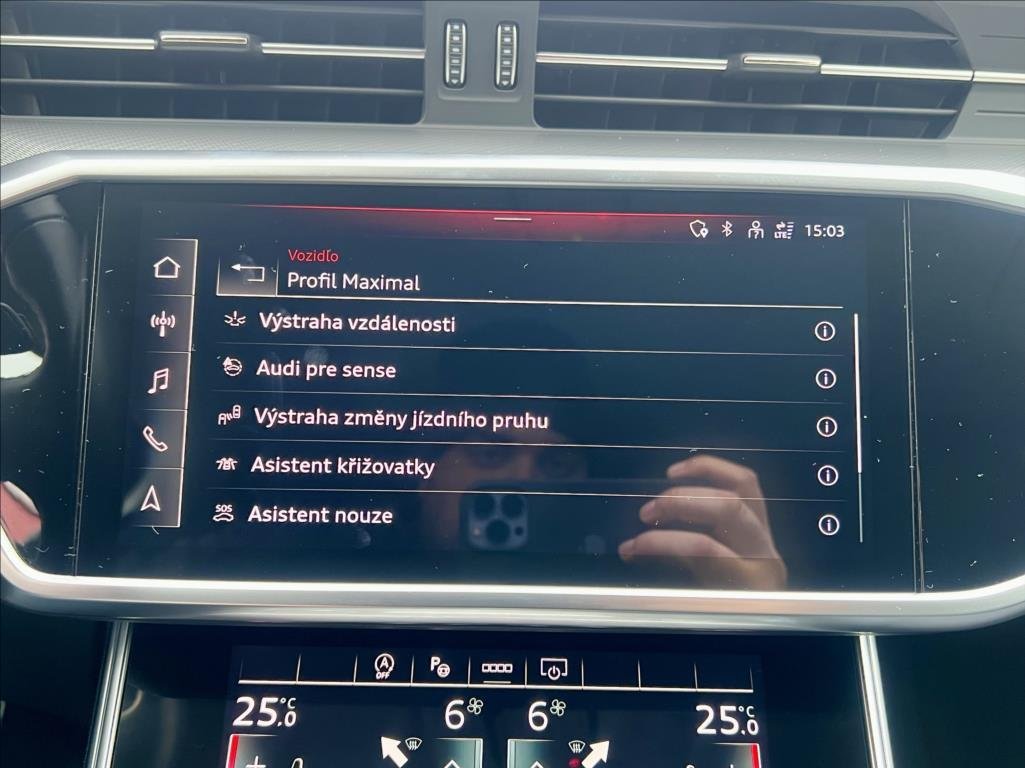 LTE 15:03
Vozidlo
Profil Maximal
Výstraha vzdálenosti
Audi pre sense
Výstraha změny jízdního pruhu
Asistent křižovatky
SOS Asistent nouze
A OFF P
25.0 °C 6 6 25.0 °C